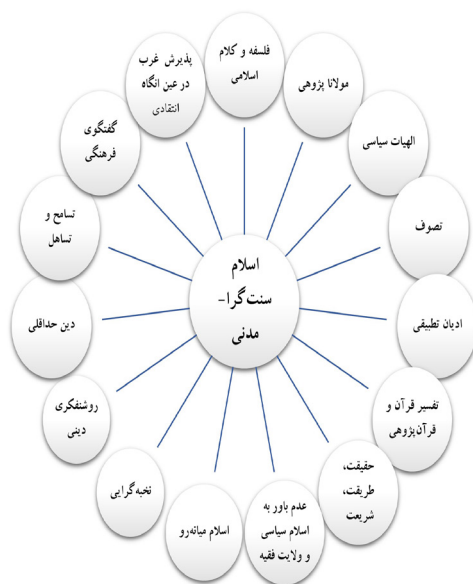 فلسفه و کلام
اسلامی
مولانا پژوهی
الهیات سیاسی
تصوف
ادیان تطبیقی
تفسیر قرآن و
قرآن‌پژوهی
حقیقت،
طریقت،
شریعت
عدم باور به
اسلام سیاسی
و ولایت فقیه
اسلام میانه‌رو
نخبه‌گرایی
روشنفکری
دینی
دین حداقلی
تسامح و
تساهل
گفتگوی
فرهنگی
پذیرش غرب
در عین انگاه
انتقادی
اسلام
سنت‌گرا-
مدنی